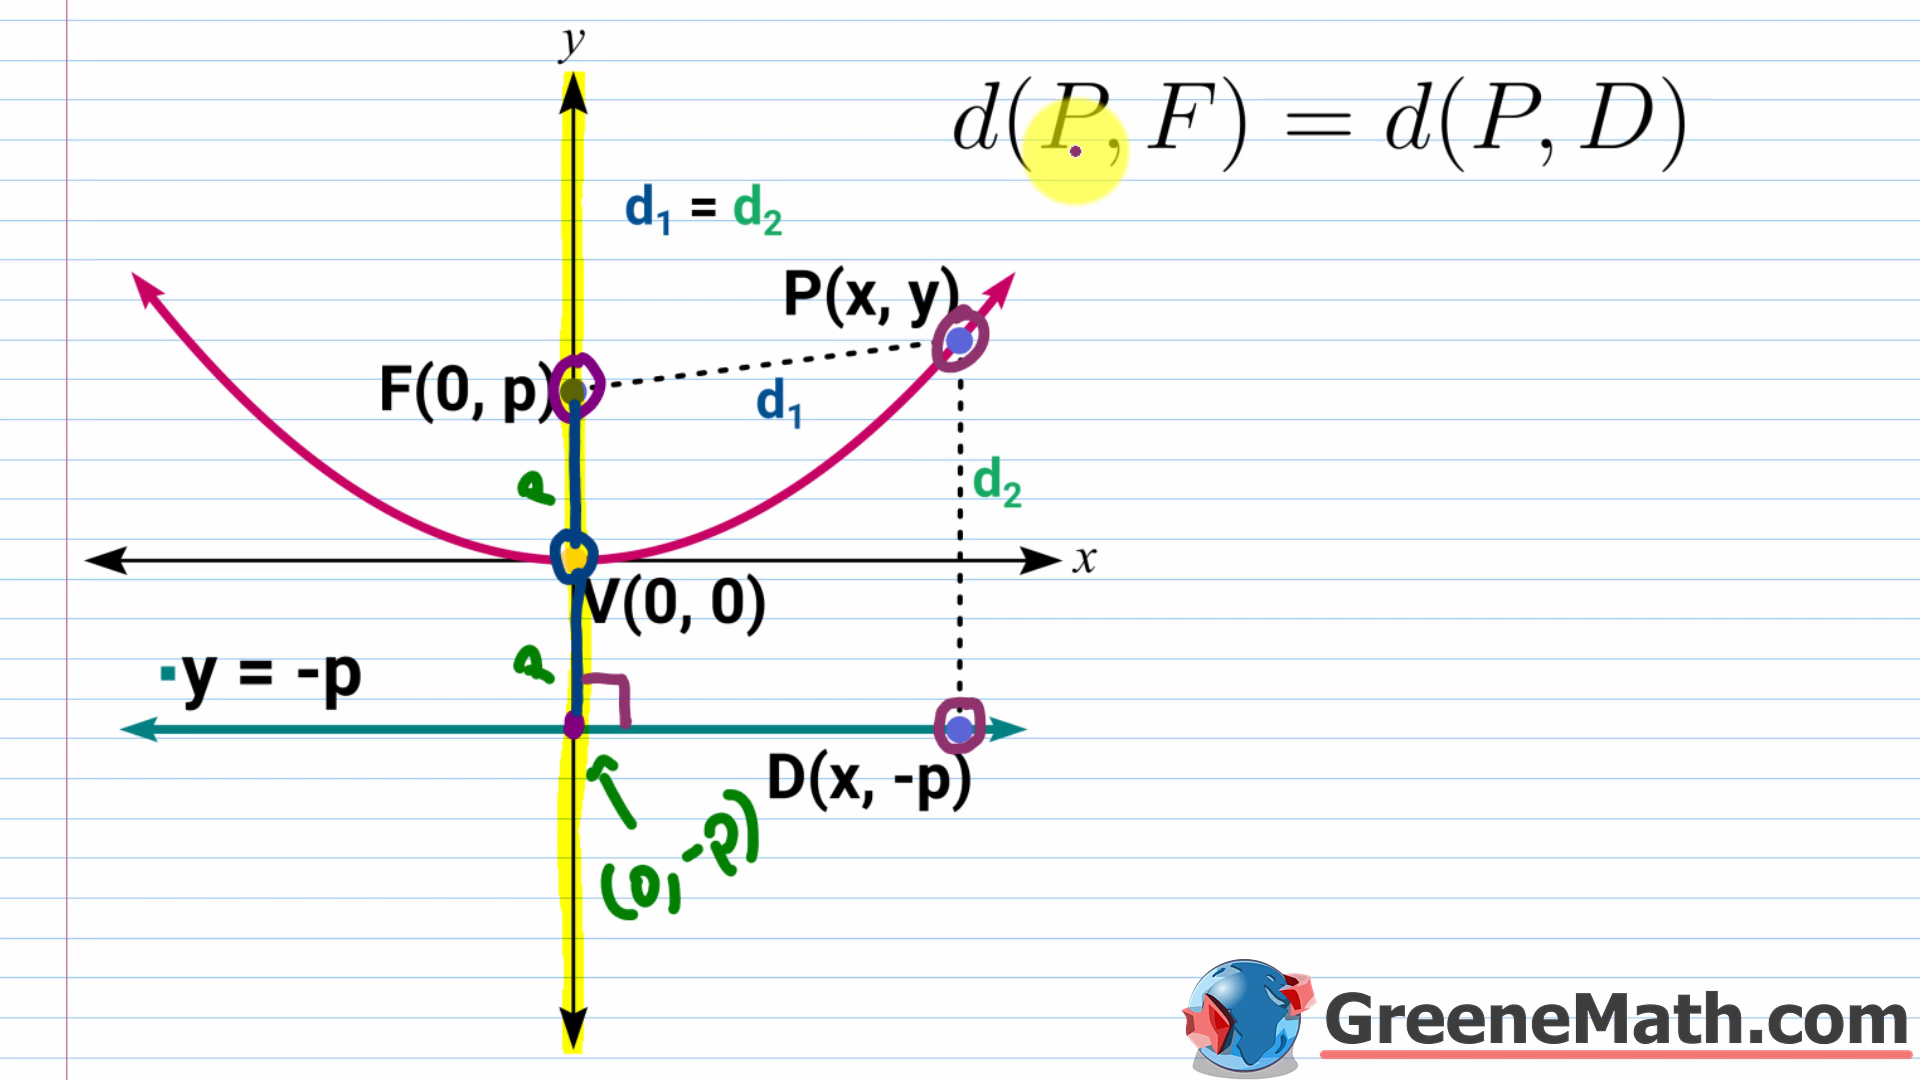 y
d(P, F) = d(P, D)
d₁ = d₂
P(x, y)
F(0, p)
d₁
P
d₂
x
V(0, 0)
P
y = -p
D(x, -p)
(0, -p)
GreeneMath.com